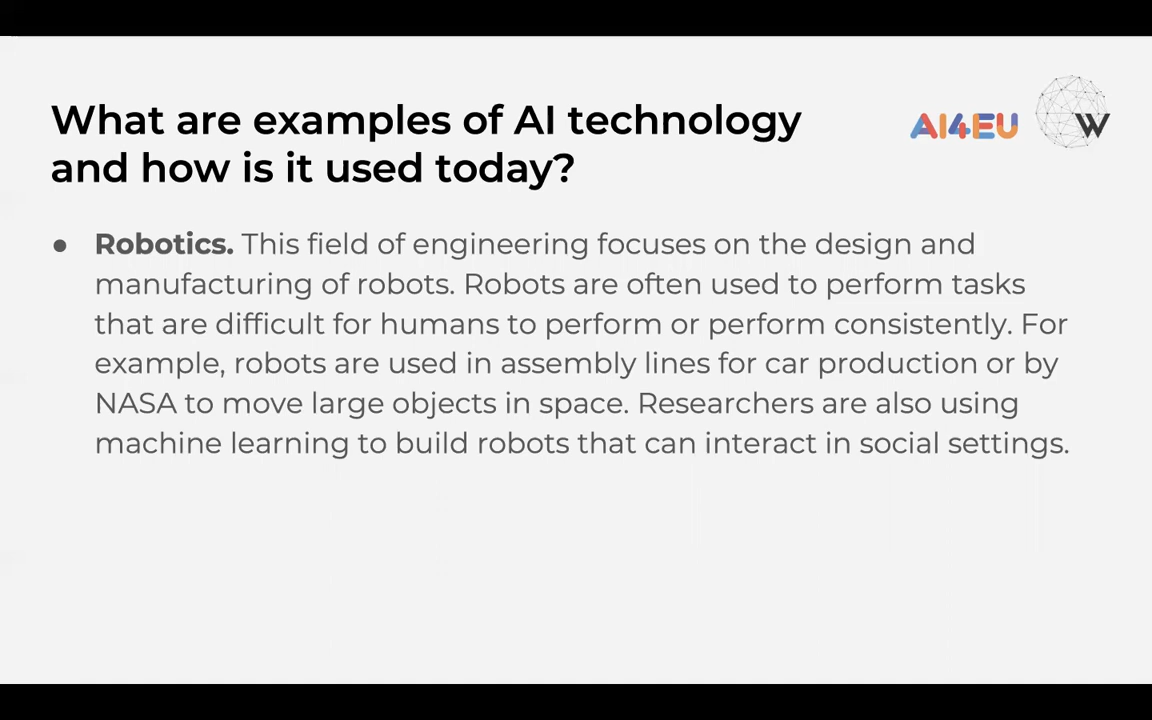 What are examples of AI technology
and how is it used today?
AI4EU
W
● Robotics. This field of engineering focuses on the design and
manufacturing of robots. Robots are often used to perform tasks
that are difficult for humans to perform or perform consistently. For
example, robots are used in assembly lines for car production or by
NASA to move large objects in space. Researchers are also using
machine learning to build robots that can interact in social settings.